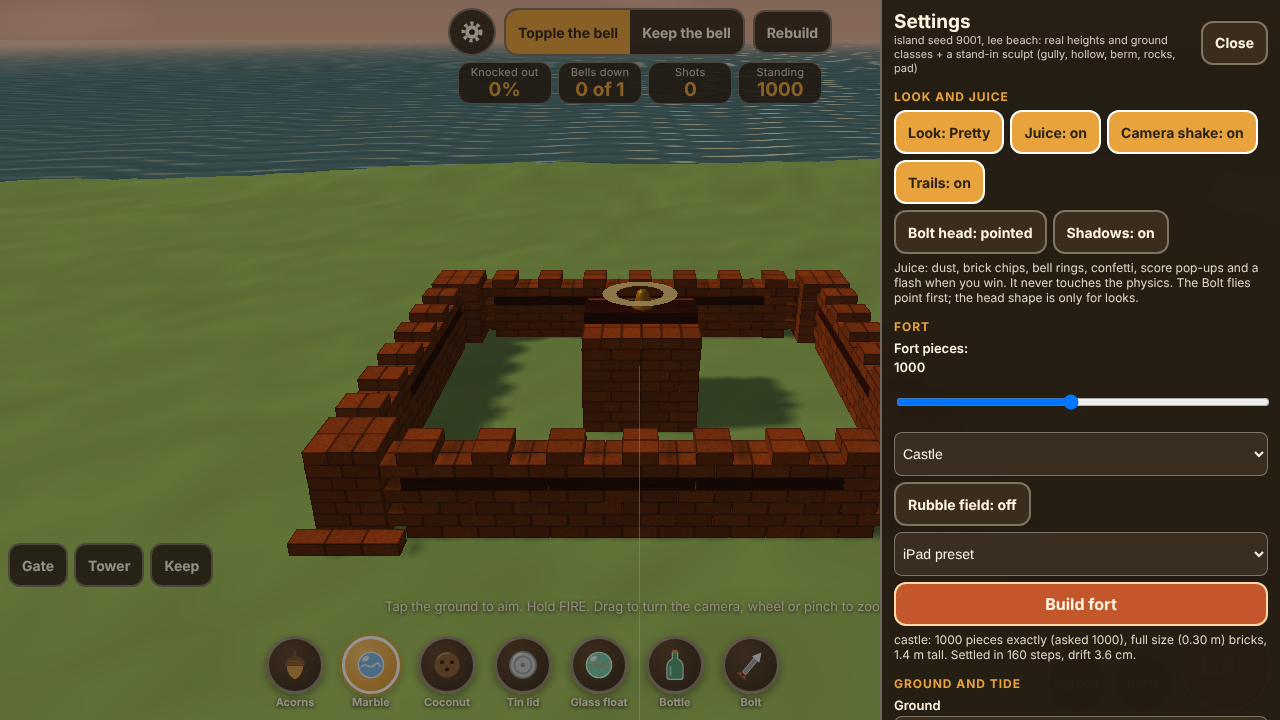 Topple the bell
Keep the bell
Rebuild
Knocked out
0%
Bells down
0 of 1
Shots
0
Standing
1000
Gate
Tower
Keep
Tap the ground to aim. Hold FIRE. Drag to turn the camera, wheel or pinch to zoo
Acorns
Marble
Coconut
Tin lid
Glass float
Bottle
Bolt
Settings
island seed 9001, lee beach: real heights and ground
classes + a stand-in sculpt (gully, hollow, berm, rocks,
pad)
Close
LOOK AND JUICE
Look: Pretty
Juice: on
Camera shake: on
Trails: on
Bolt head: pointed
Shadows: on
Juice: dust, brick chips, bell rings, confetti, score pop-ups and a
flash when you win. It never touches the physics. The Bolt flies
point first; the head shape is only for looks.
FORT
Fort pieces:
1000
Castle
Rubble field: off
iPad preset
Build fort
castle: 1000 pieces exactly (asked 1000), full size (0.30 m) bricks,
1.4 m tall. Settled in 160 steps, drift 3.6 cm.
GROUND AND TIDE
Ground